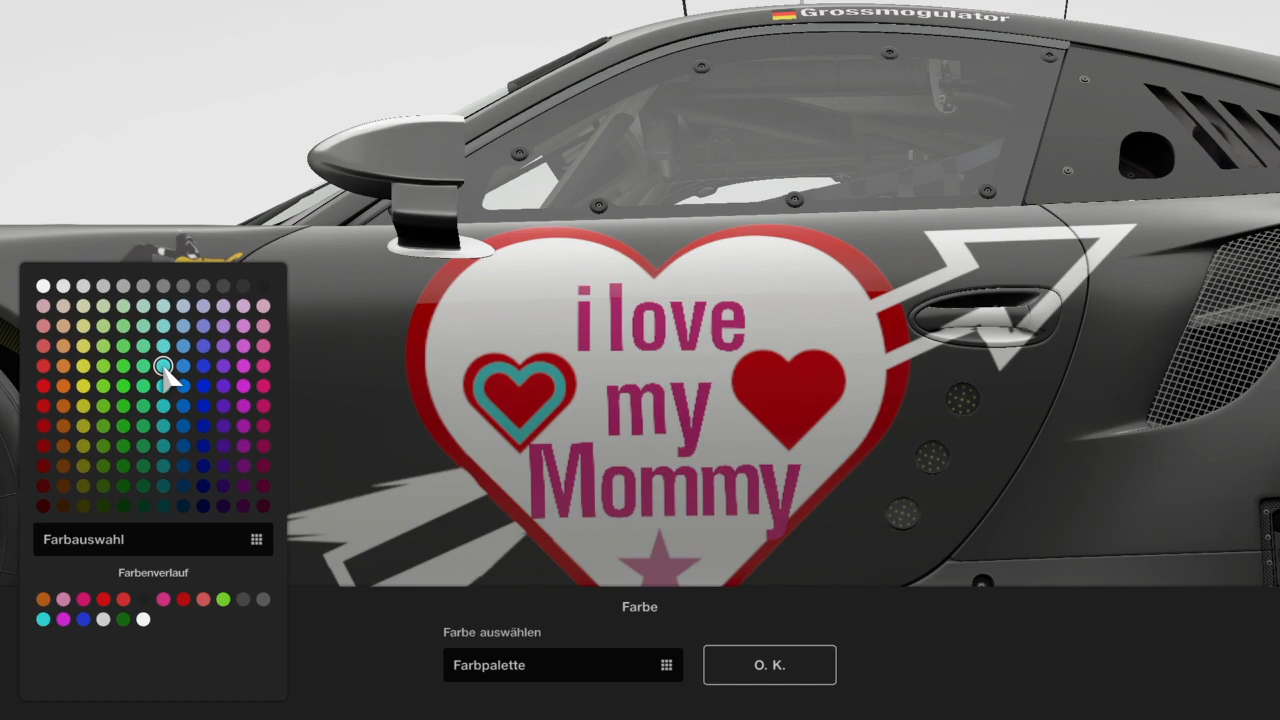 Grossmogulator
i love
my
Mommy
Farbauswahl
Farbenverlauf
Farbe
Farbe auswählen
Farbpalette
O. K.